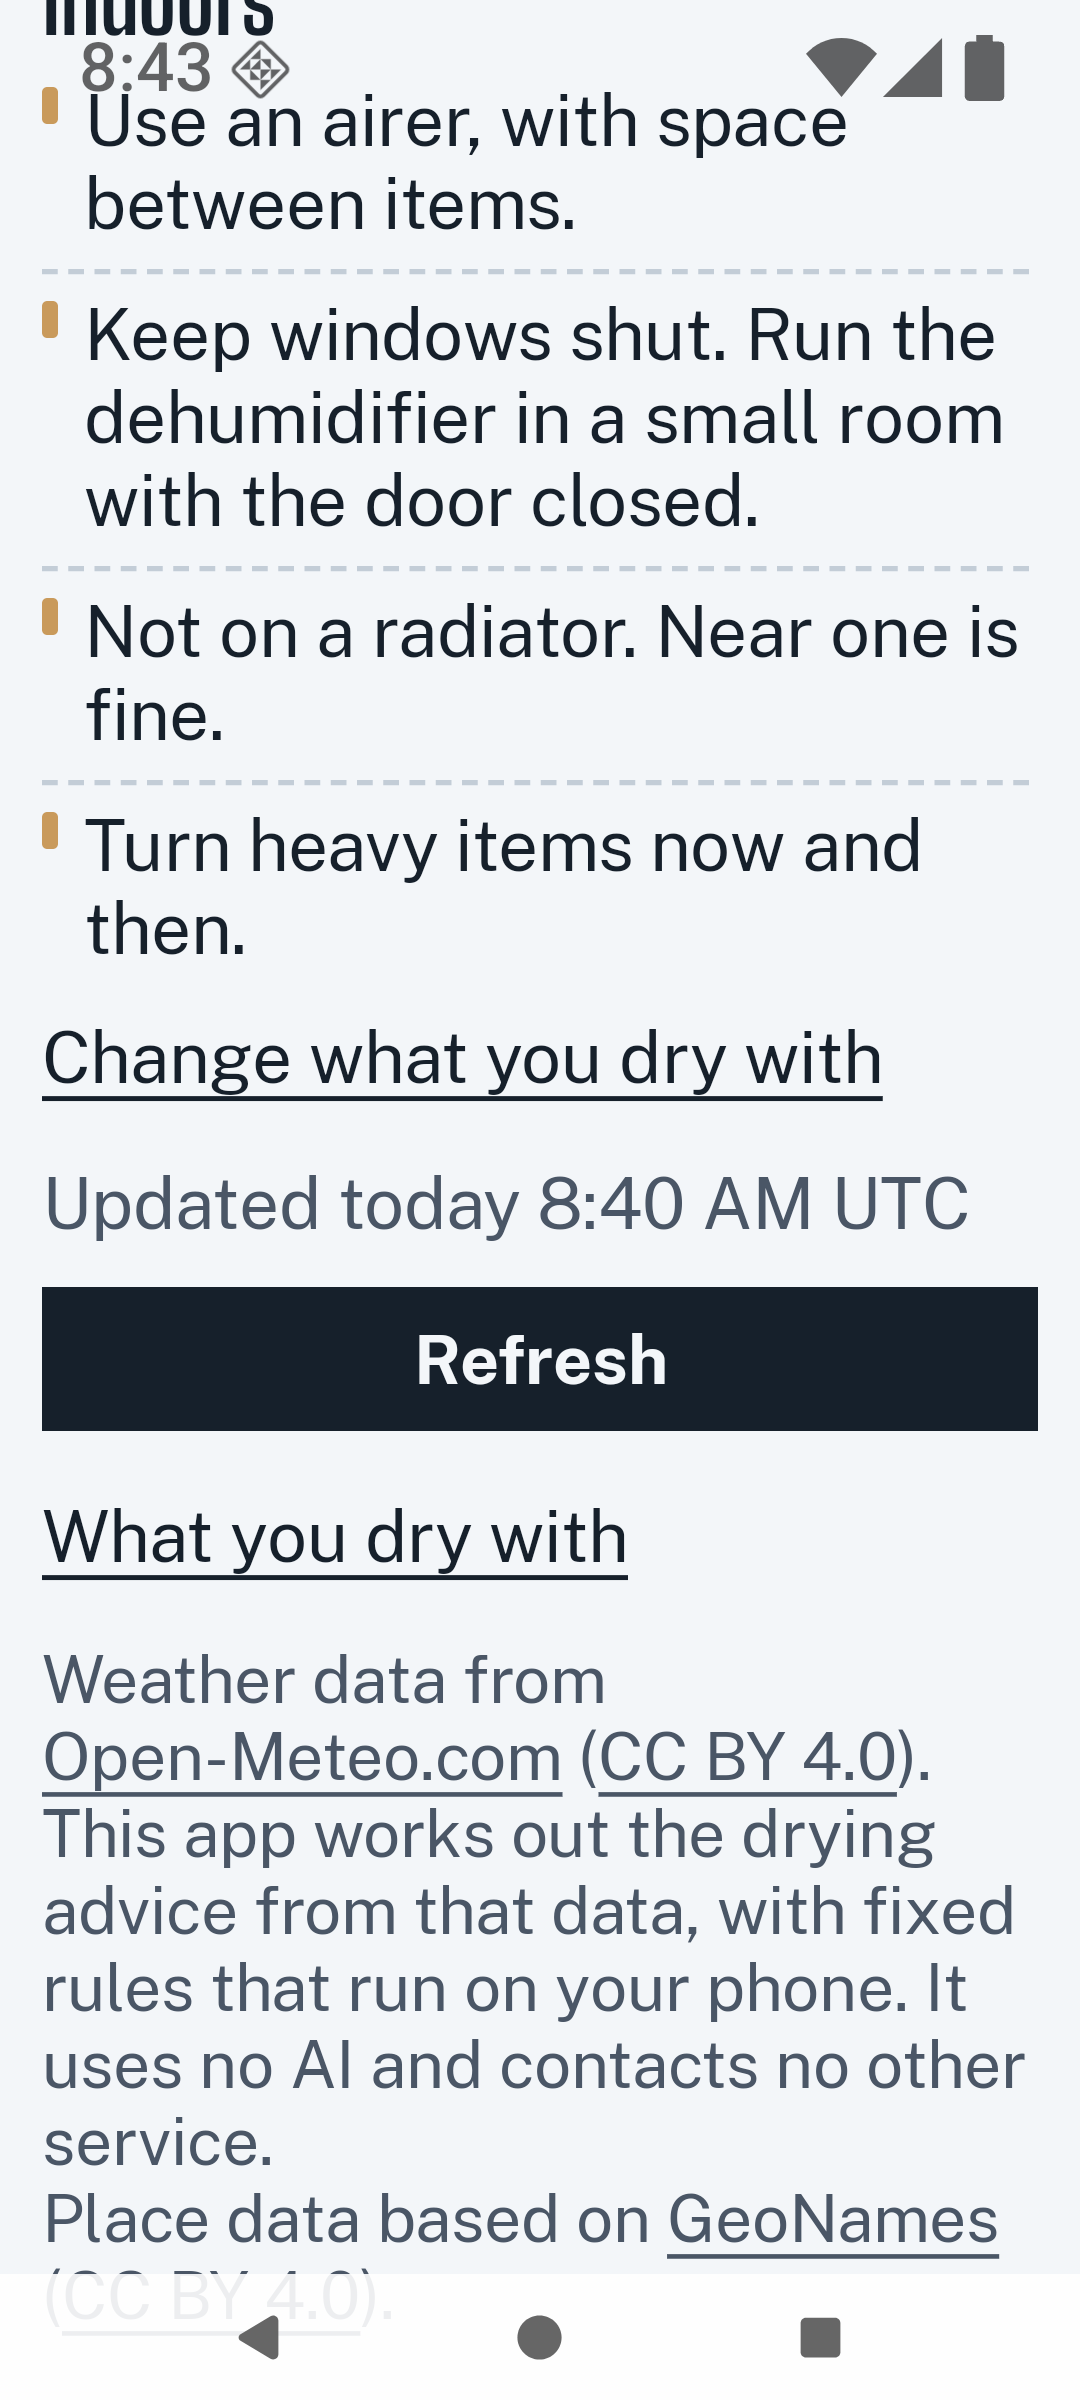 Indoors
8:43
Use an airer, with space
between items.
Keep windows shut. Run the
dehumidifier in a small room
with the door closed.
Not on a radiator. Near one is
fine.
Turn heavy items now and
then.
Change what you dry with
Updated today 8:40 AM UTC
Refresh
What you dry with
Weather data from
Open-Meteo.com (CC BY 4.0).
This app works out the drying
advice from that data, with fixed
rules that run on your phone. It
uses no AI and contacts no other
service.
Place data based on GeoNames
(CC BY 4.0).